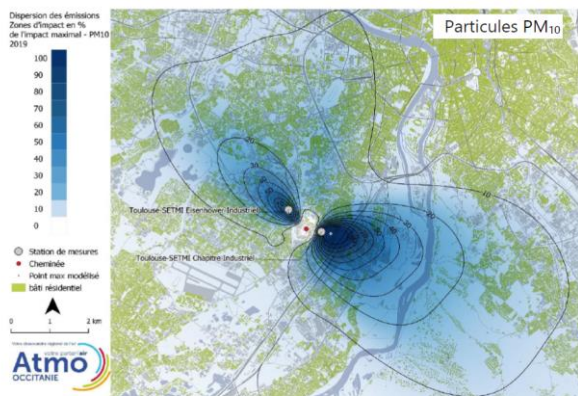 Dispersion des émissions
Zones d'impact en %
de l'impact maximal - PM10
2019
100
90
80
70
60
50
40
30
20
10
0
Station de mesures
Cheminée
Point max modélisé
bâti résidentiel
0 1 2 km
Atmo
OCCITANIE
Particules PM₁₀
Toulouse-SETMI Eisenhower-Industriel
Toulouse-SETMI Chapitre-Industriel